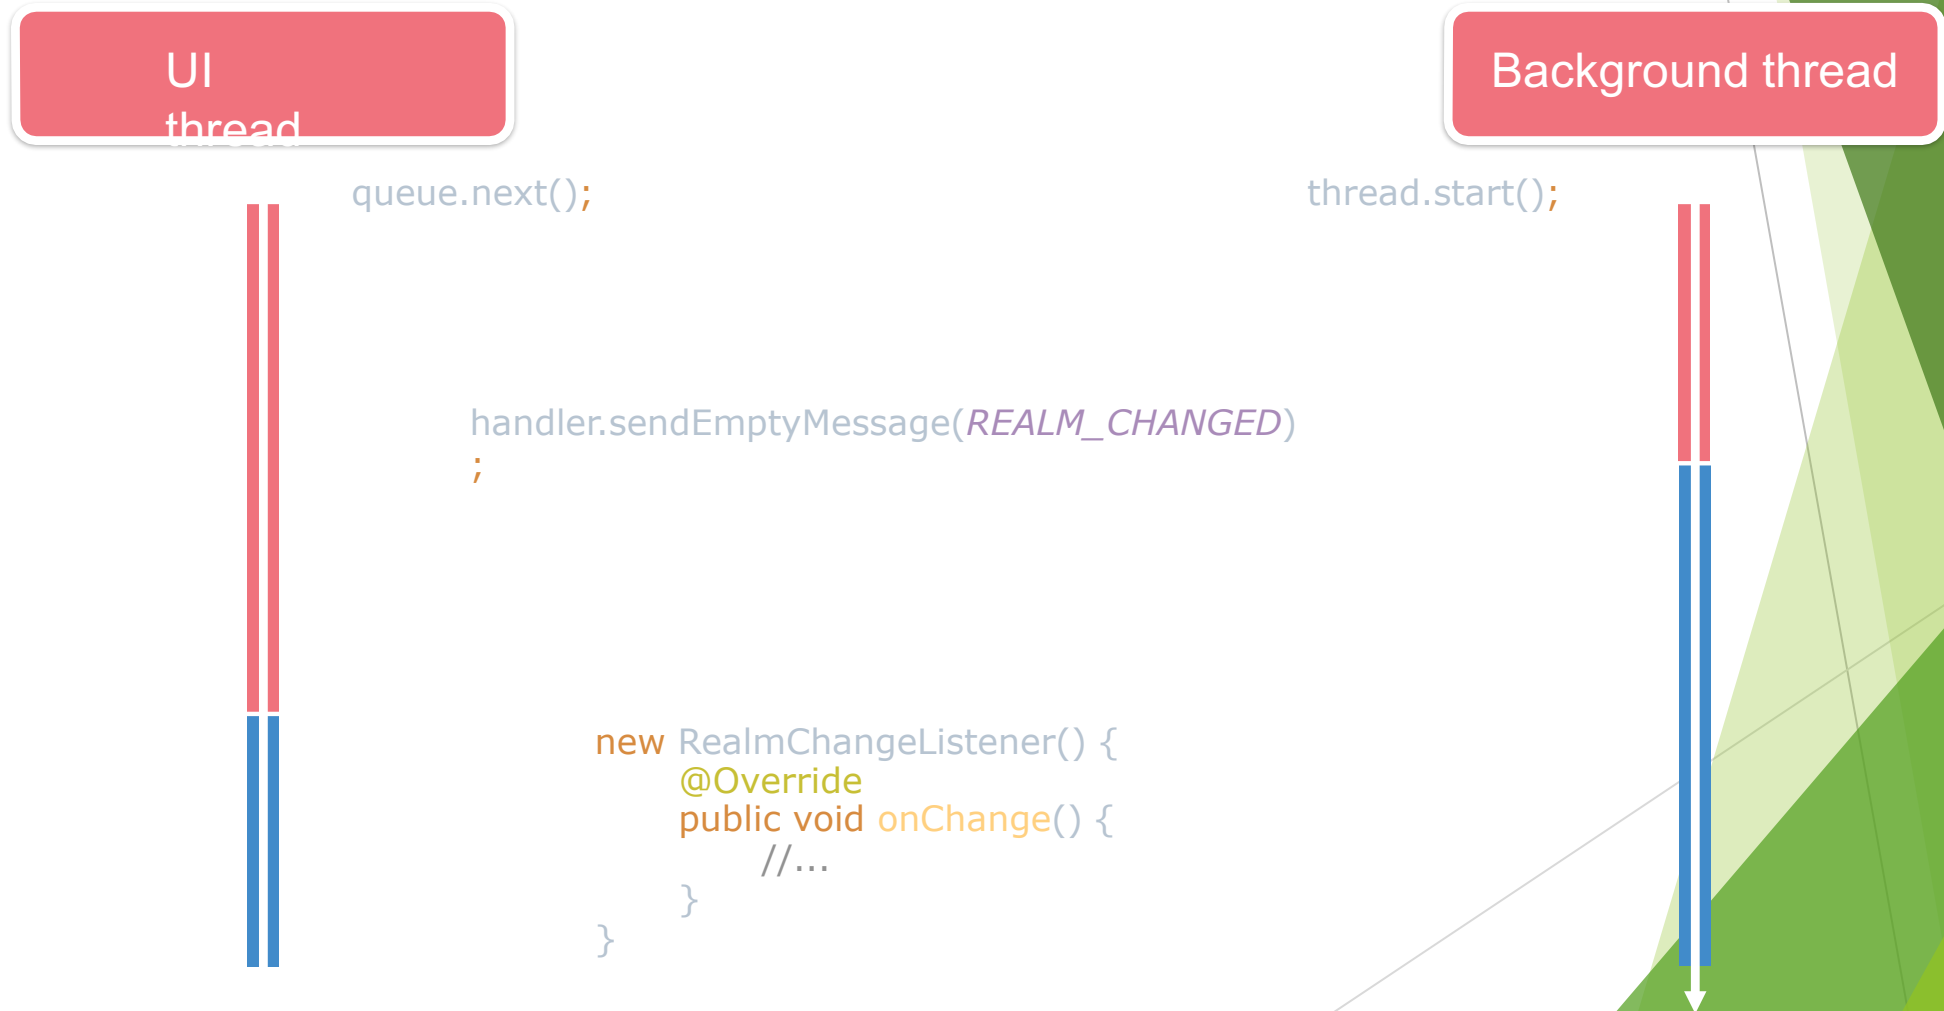 UI
thread
Background thread
queue.next();
thread.start();
handler.sendEmptyMessage(REALM_CHANGED)
;
new RealmChangeListener() {
@Override
public void onChange() {
//...
}
}